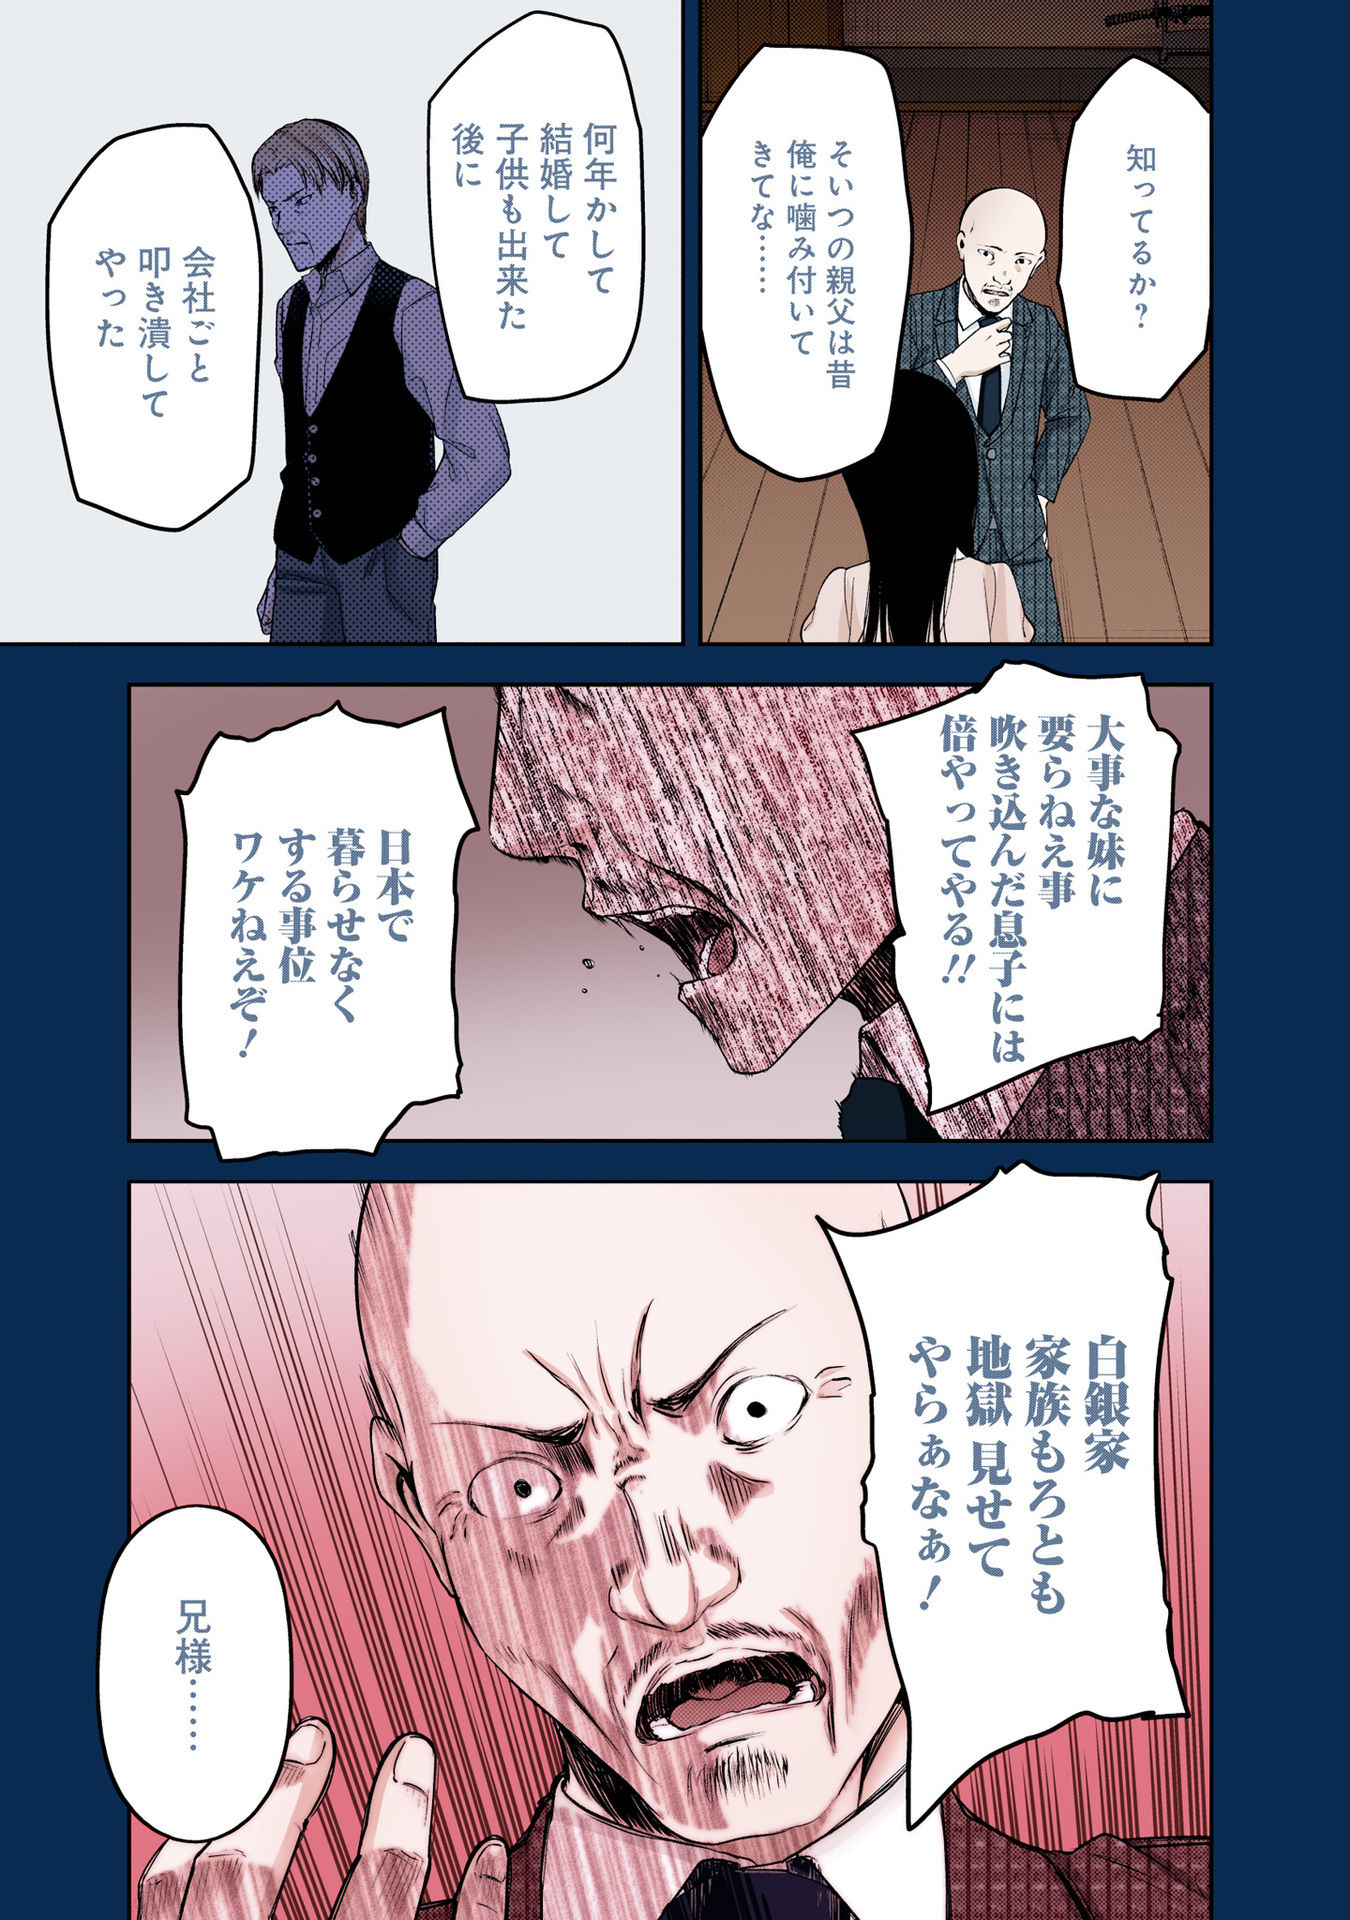 知ってるか?
そいつの親父は昔
俺に噛み付いて
きてな……
何年かして
結婚して
子供も出来た
後に
会社ごと
叩き潰して
やった
大事な妹に
要らねえ事
吹き込んだ息子には
倍やってやる!!
日本で
暮らせなく
する事位
ワケねえぞ!
白銀家
家族もろとも
地獄見せて
やらぁなぁ!
兄様……